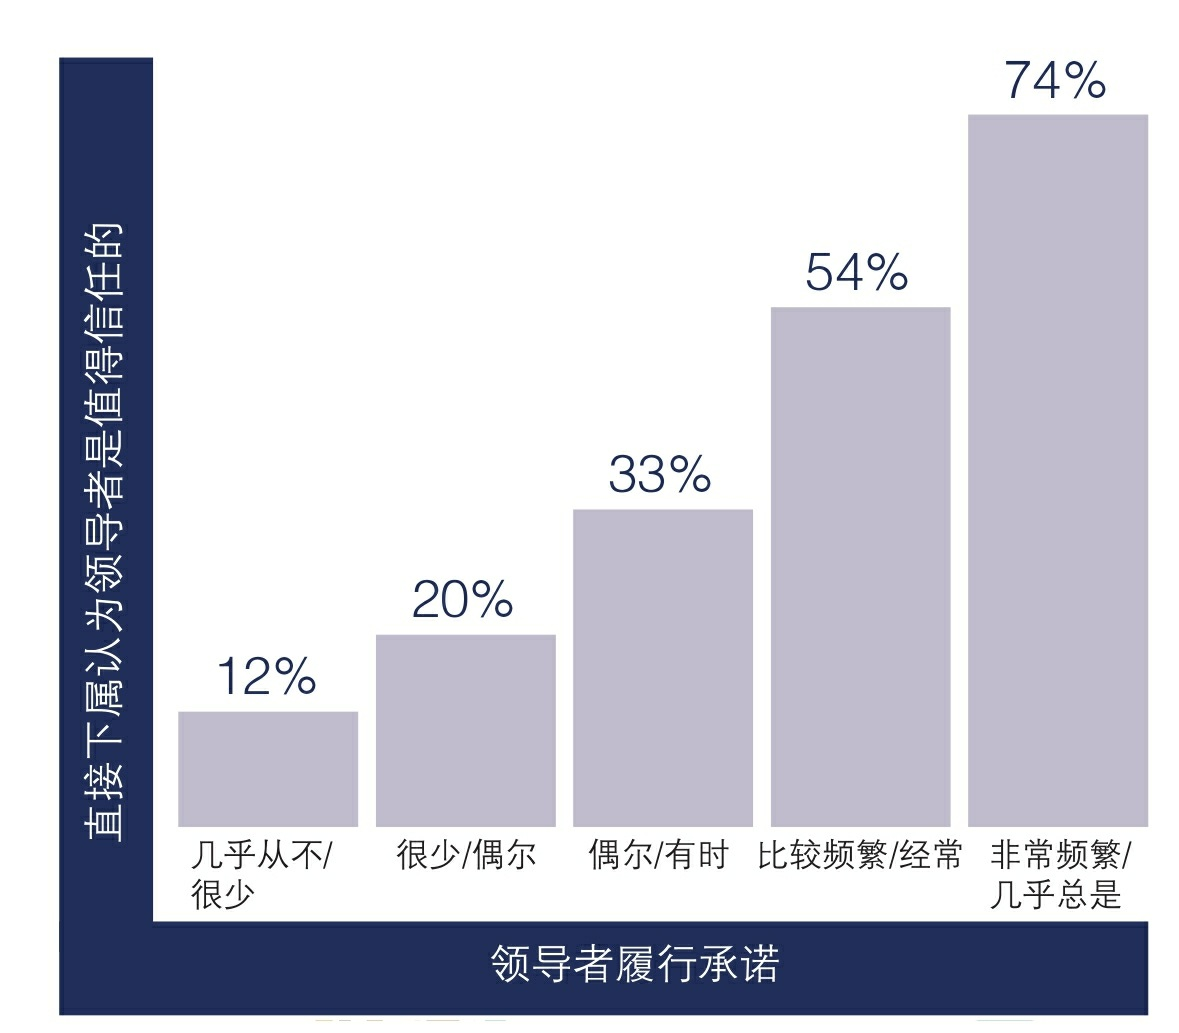 74%
54%
33%
20%
12%
直接下属认为领导者是值得信任的
几乎从不/
很少
很少/偶尔
偶尔/有时
比较频繁/经常
非常频繁/
几乎总是
领导者履行承诺